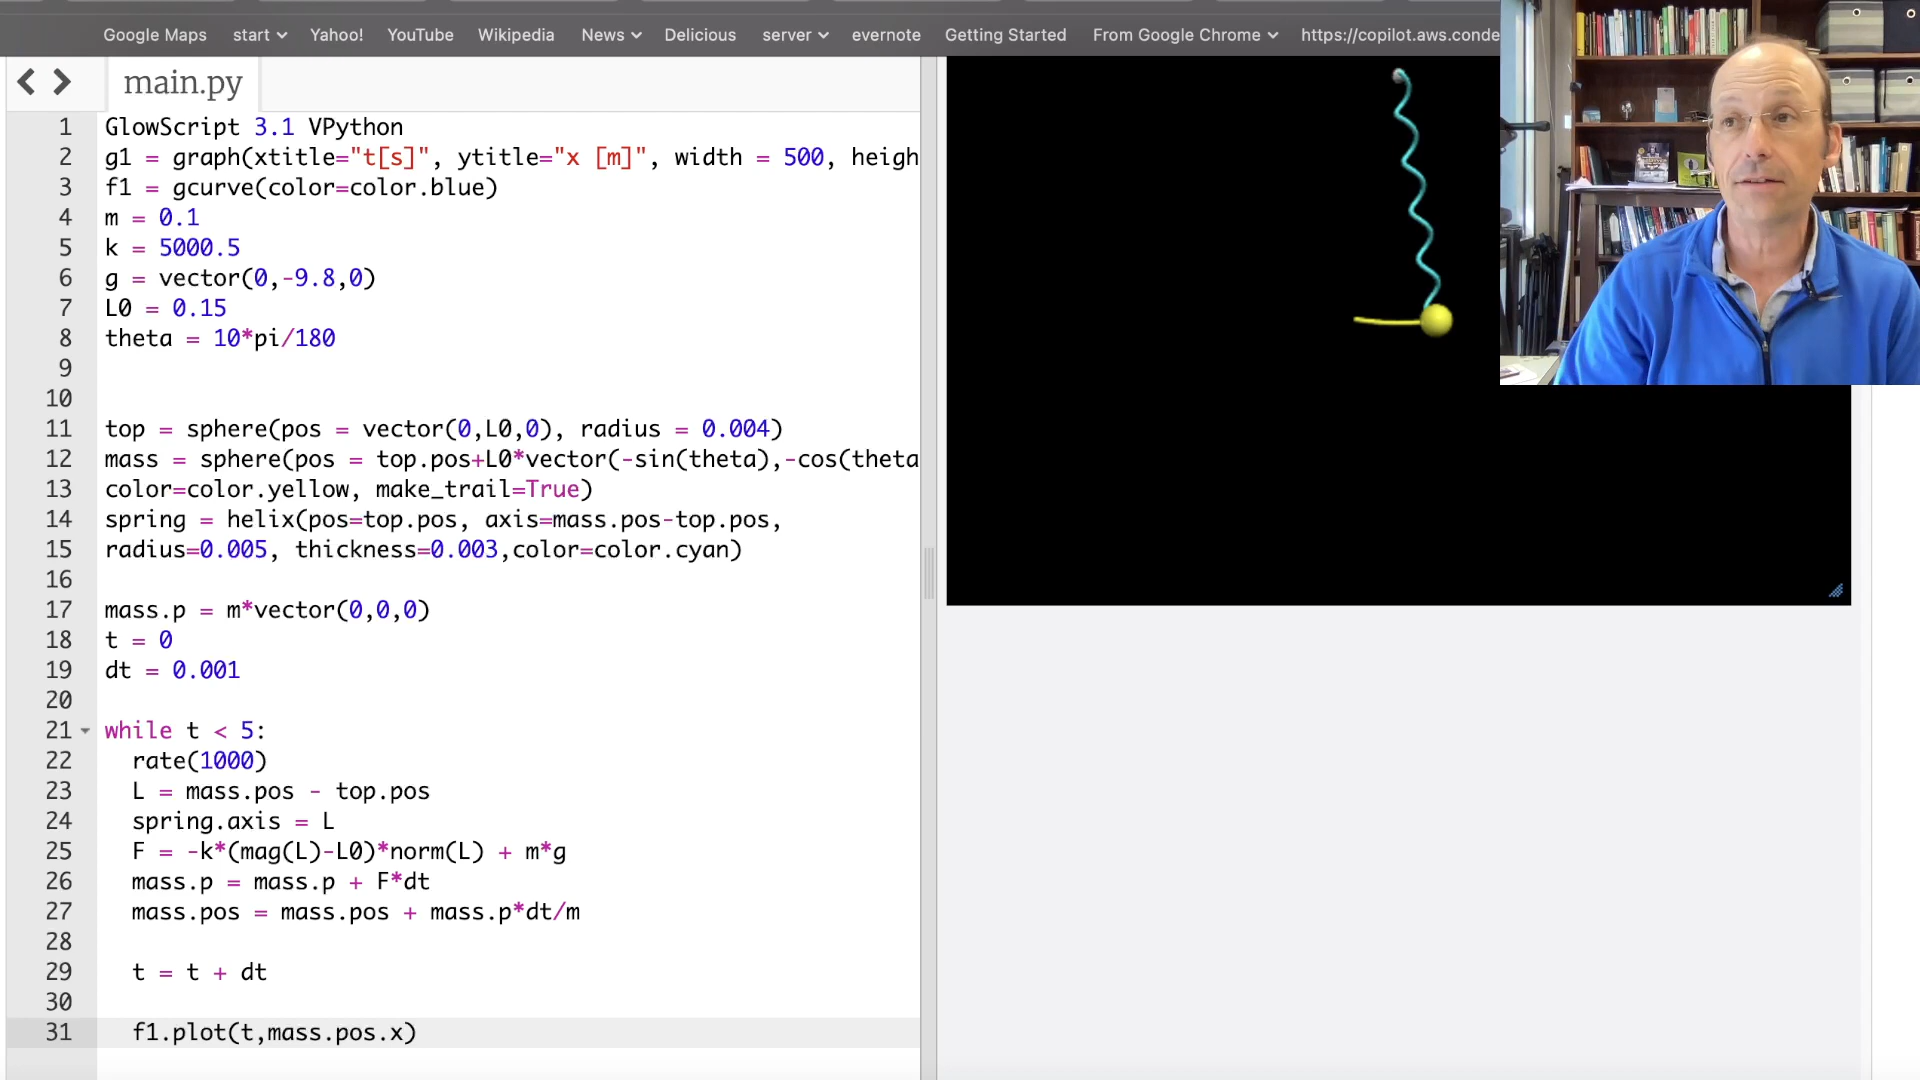 Google Maps start Yahoo! YouTube Wikipedia News Delicious server evernote Getting Started From Google Chrome https://copilot.aws.conde
main.py
1 GlowScript 3.1 VPython
2 g1 = graph(xtitle="t[s]", ytitle="x [m]", width = 500, heigh
3 f1 = gcurve(color=color.blue)
4 m = 0.1
5 k = 5000.5
6 g = vector(0,-9.8,0)
7 L0 = 0.15
8 theta = 10*pi/180
9
10
11 top = sphere(pos = vector(0,L0,0), radius = 0.004)
12 mass = sphere(pos = top.pos+L0*vector(-sin(theta),-cos(theta
13 color=color.yellow, make_trail=True)
14 spring = helix(pos=top.pos, axis=mass.pos-top.pos,
15 radius=0.005, thickness=0.003,color=color.cyan)
16
17 mass.p = m*vector(0,0,0)
18 t = 0
19 dt = 0.001
20
21 while t < 5:
22 rate(1000)
23 L = mass.pos - top.pos
24 spring.axis = L
25 F = -k*(mag(L)-L0)*norm(L) + m*g
26 mass.p = mass.p + F*dt
27 mass.pos = mass.pos + mass.p*dt/m
28
29 t = t + dt
30
31 f1.plot(t,mass.pos.x)